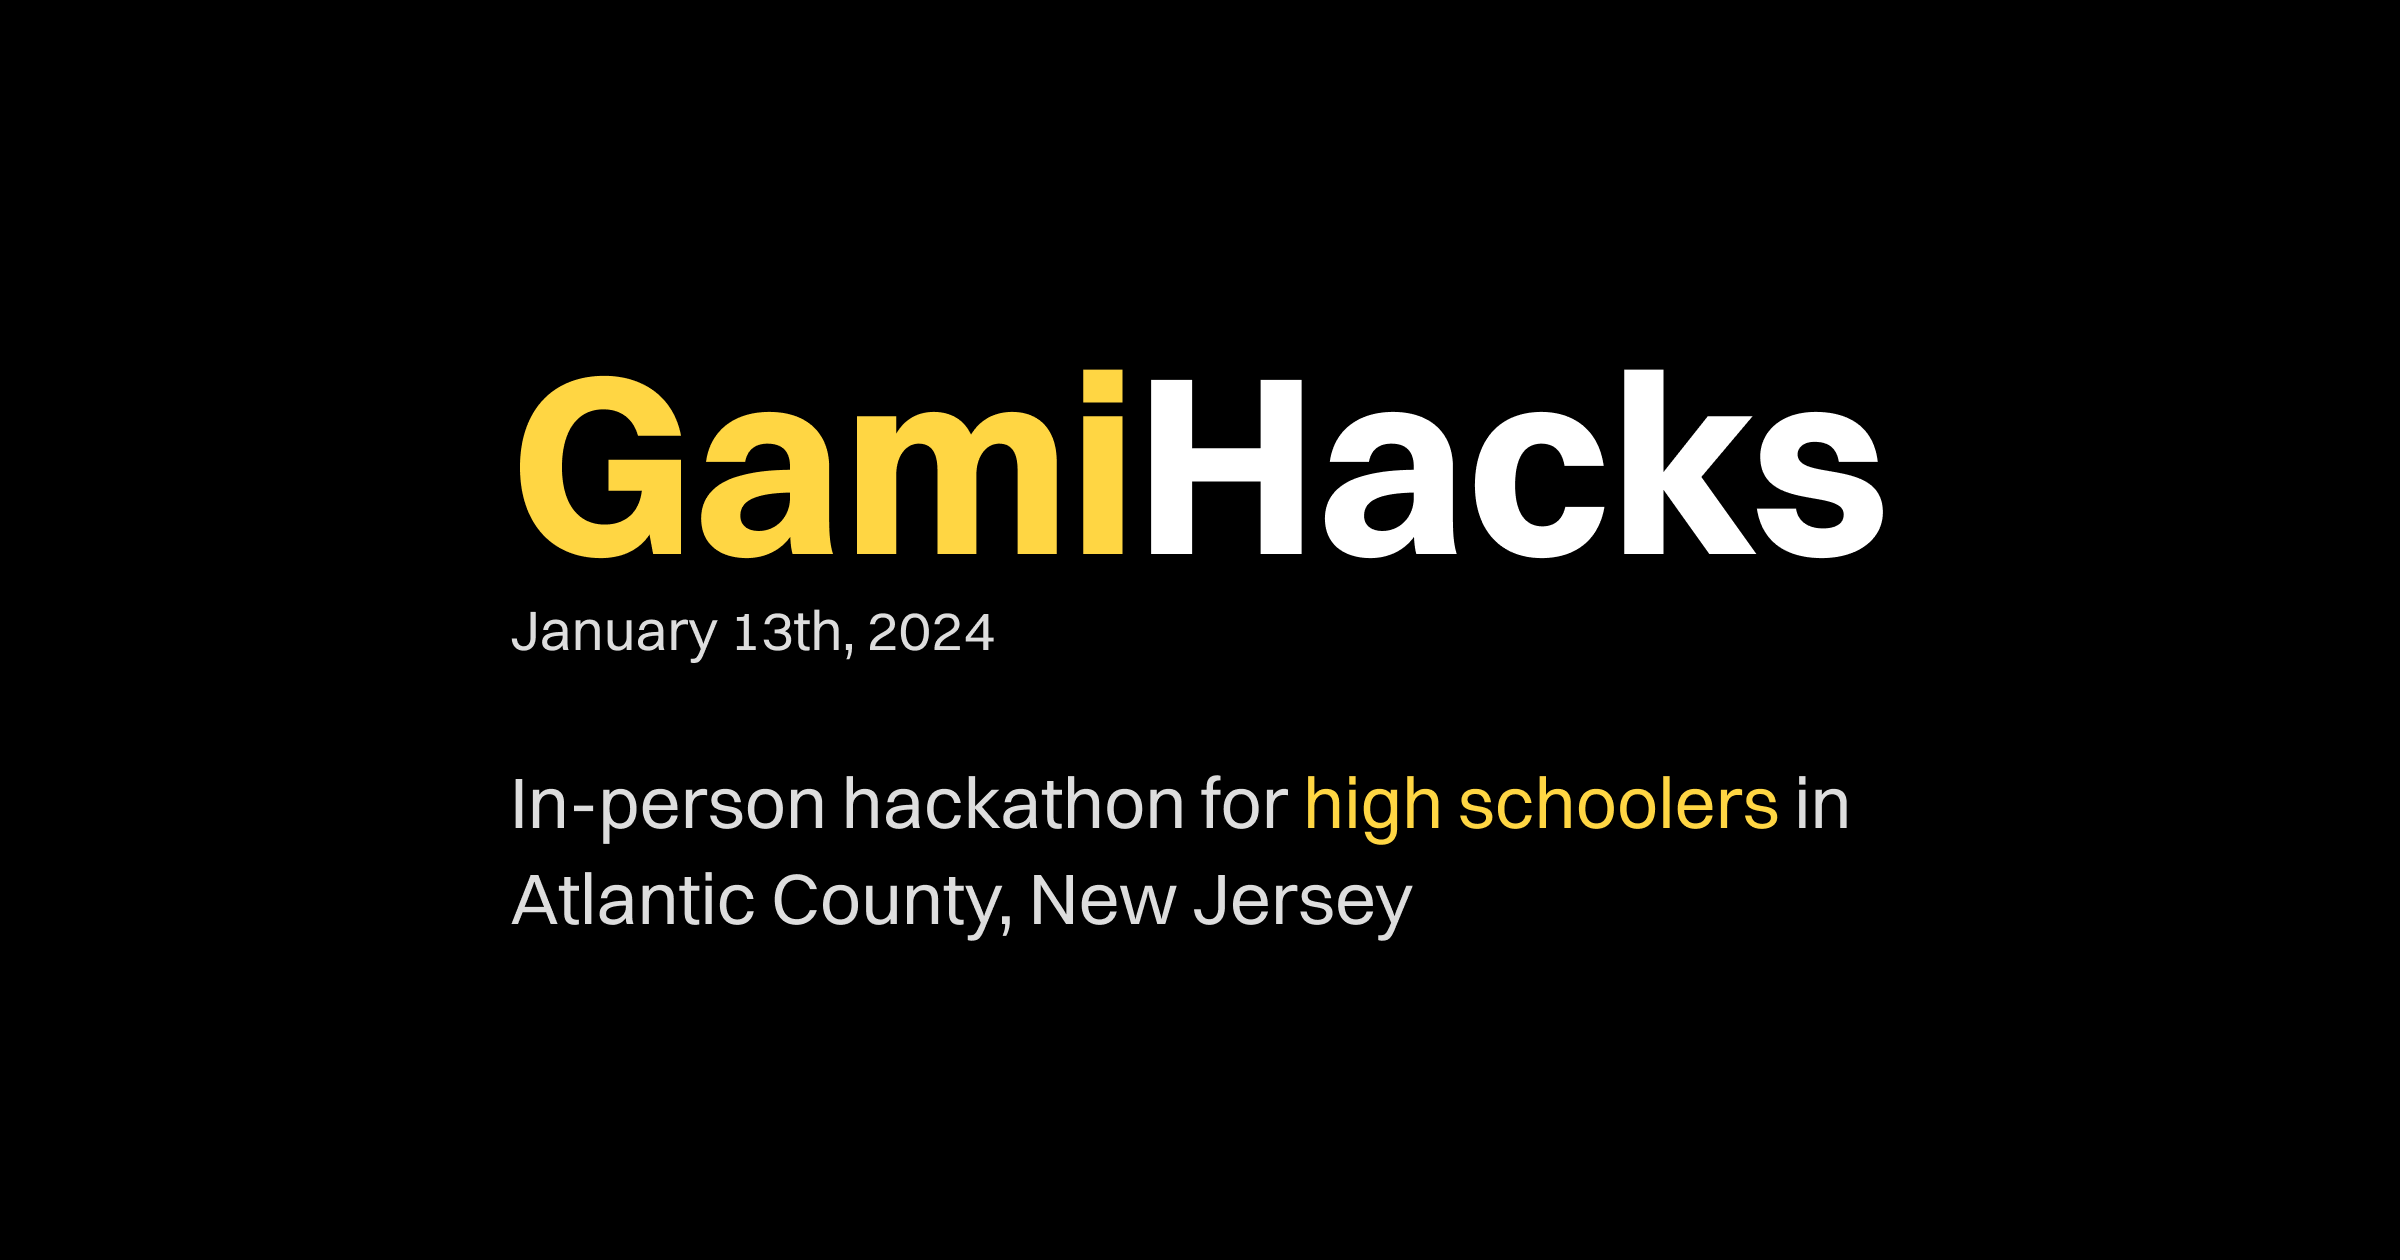 GamiHacks
January 13th, 2024
In-person hackathon for high schoolers in
Atlantic County, New Jersey